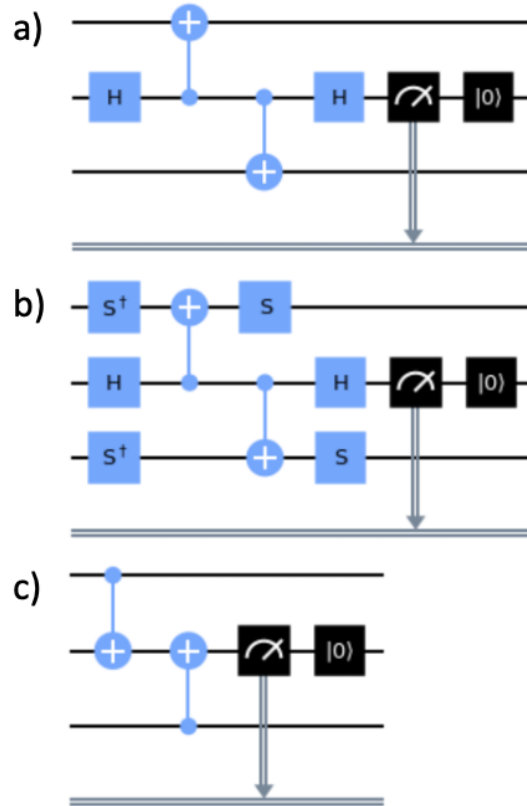 a)
H H |0⟩
b)
S† S
H H |0⟩
S† S
c)
|0⟩